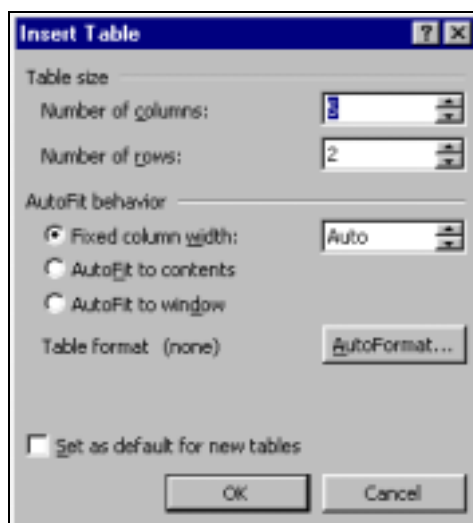 Insert Table
Table size
Number of columns: 5
Number of rows: 2
AutoFit behavior
Fixed column width: Auto
AutoFit to contents
AutoFit to window
Table format (none) AutoFormat...
Set as default for new tables
OK Cancel